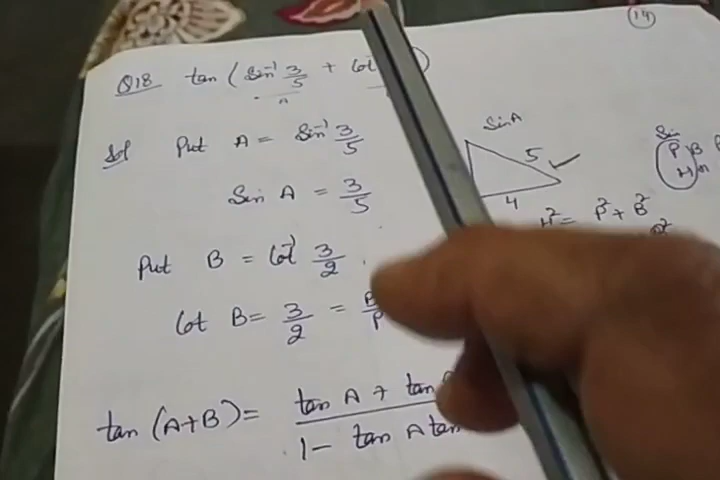 14
Q18 tan ( Sin⁻¹ 3/5 + Cot )
Sol Put A = Sin⁻¹ 3/5
Sin A = 3/5
Sin A
5 ✓
4
Sin
P B
H
H² = P² + B²
Put B = Cot⁻¹ 3/2
Cot B = 3/2 = B/P
tan (A+B) = tan A + tan / 1 - tan A tan